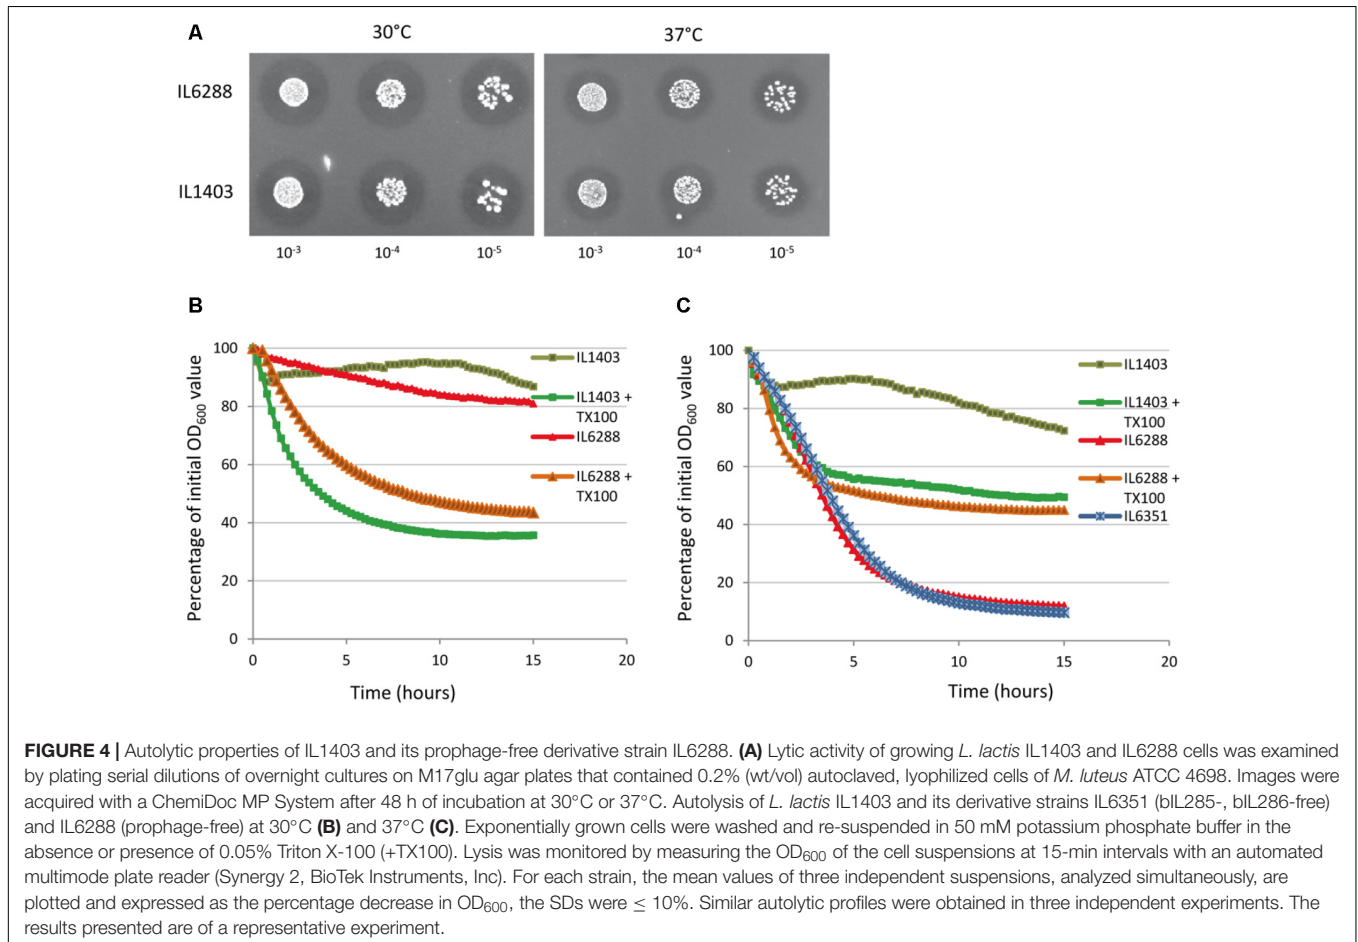 A
30°C
37°C
IL6288
IL1403
10-3
10-4
10-5
10-3
10-4
10-5
B
Percentage of initial OD600 value
100
80
60
40
20
0
0
5
10
15
20
Time (hours)
IL1403
IL1403 +
TX100
IL6288
IL6288 +
TX100
C
Percentage of initial OD600 value
100
80
60
40
20
0
0
5
10
15
20
Time (hours)
IL1403
IL1403 +
TX100
IL6288
IL6288 +
TX100
IL6351
FIGURE 4 | Autolytic properties of IL1403 and its prophage-free derivative strain IL6288. (A) Lytic activity of growing L. lactis IL1403 and IL6288 cells was examined
by plating serial dilutions of overnight cultures on M17glu agar plates that contained 0.2% (wt/vol) autoclaved, lyophilized cells of M. luteus ATCC 4698. Images were
acquired with a ChemiDoc MP System after 48 h of incubation at 30°C or 37°C. Autolysis of L. lactis IL1403 and its derivative strains IL6351 (bIL285-, bIL286-free)
and IL6288 (prophage-free) at 30°C (B) and 37°C (C). Exponentially grown cells were washed and re-suspended in 50 mM potassium phosphate buffer in the
absence or presence of 0.05% Triton X-100 (+TX100). Lysis was monitored by measuring the OD600 of the cell suspensions at 15-min intervals with an automated
multimode plate reader (Synergy 2, BioTek Instruments, Inc). For each strain, the mean values of three independent suspensions, analyzed simultaneously, are
plotted and expressed as the percentage decrease in OD600, the SDs were ≤ 10%. Similar autolytic profiles were obtained in three independent experiments. The
results presented are of a representative experiment.